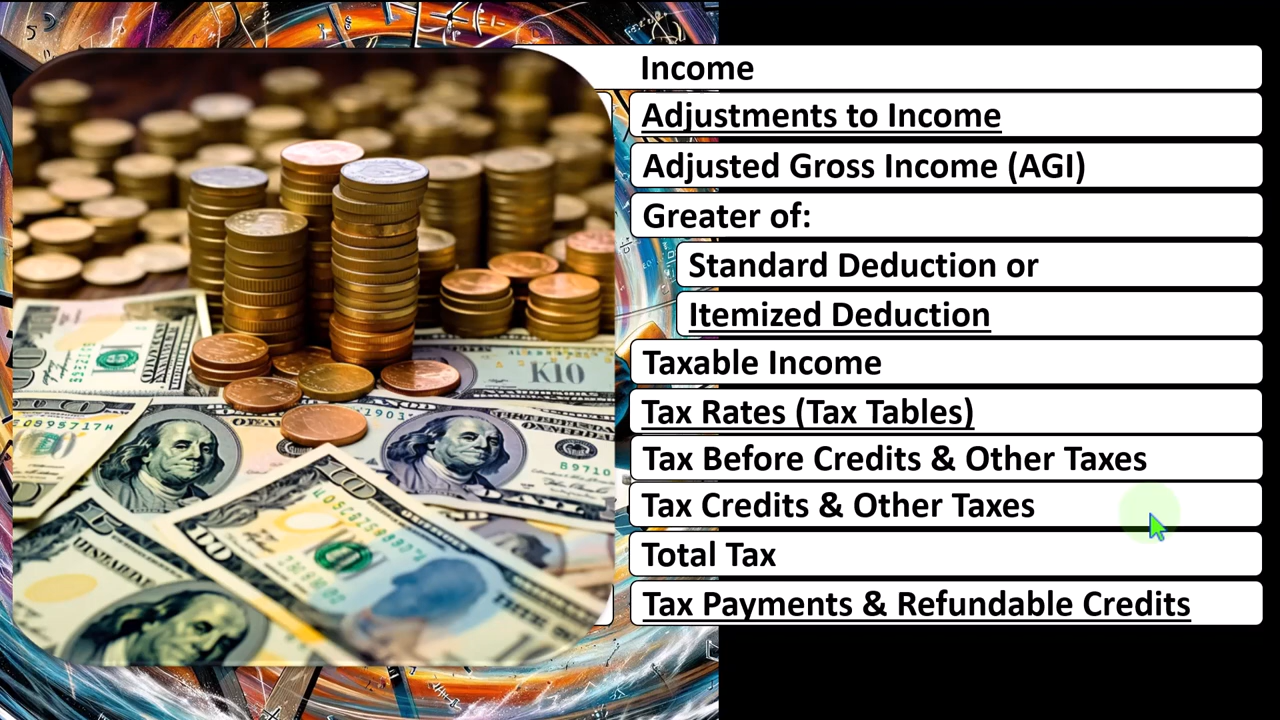 Income
Adjustments to Income
Adjusted Gross Income (AGI)
Greater of:
Standard Deduction or
Itemized Deduction
Taxable Income
Tax Rates (Tax Tables)
Tax Before Credits & Other Taxes
Tax Credits & Other Taxes
Total Tax
Tax Payments & Refundable Credits
K10